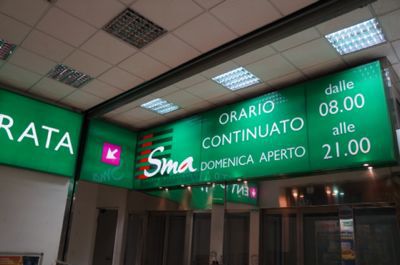 RATA
Sma
ORARIO
CONTINUATO
DOMENICA APERTO
dalle
08.00
alle
21.00